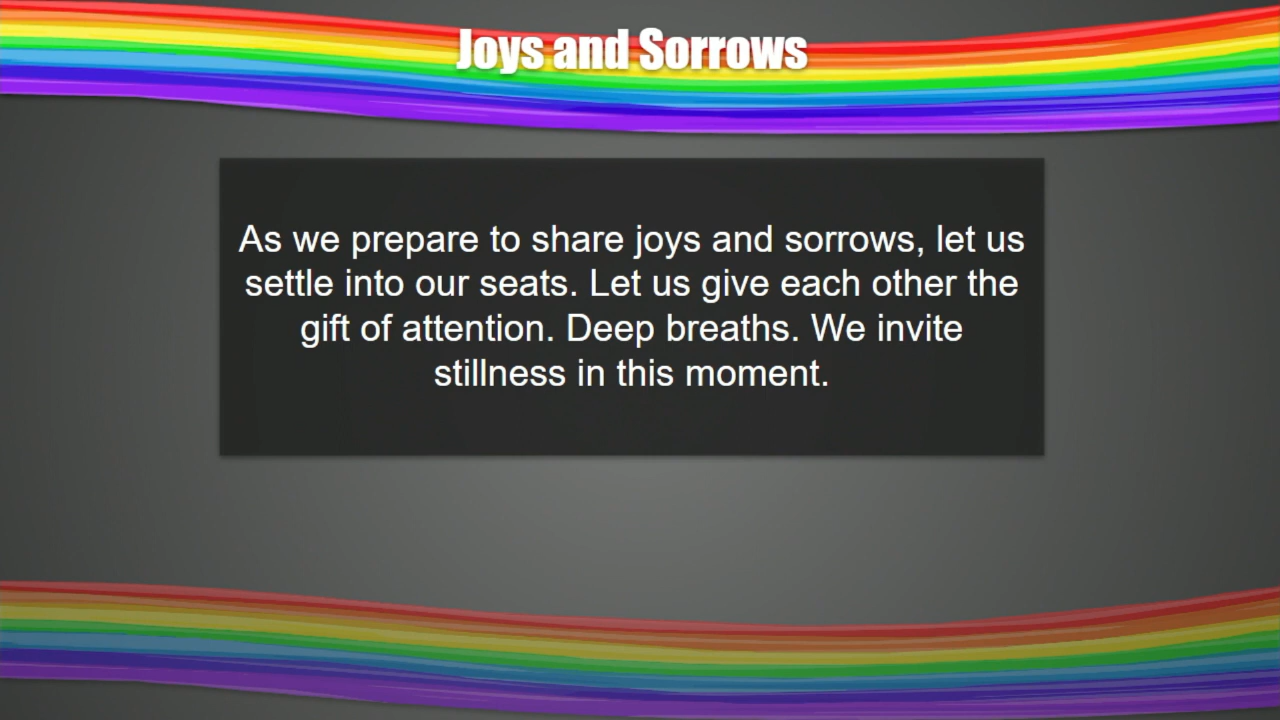 Joys and Sorrows
As we prepare to share joys and sorrows, let us
settle into our seats. Let us give each other the
gift of attention. Deep breaths. We invite
stillness in this moment.